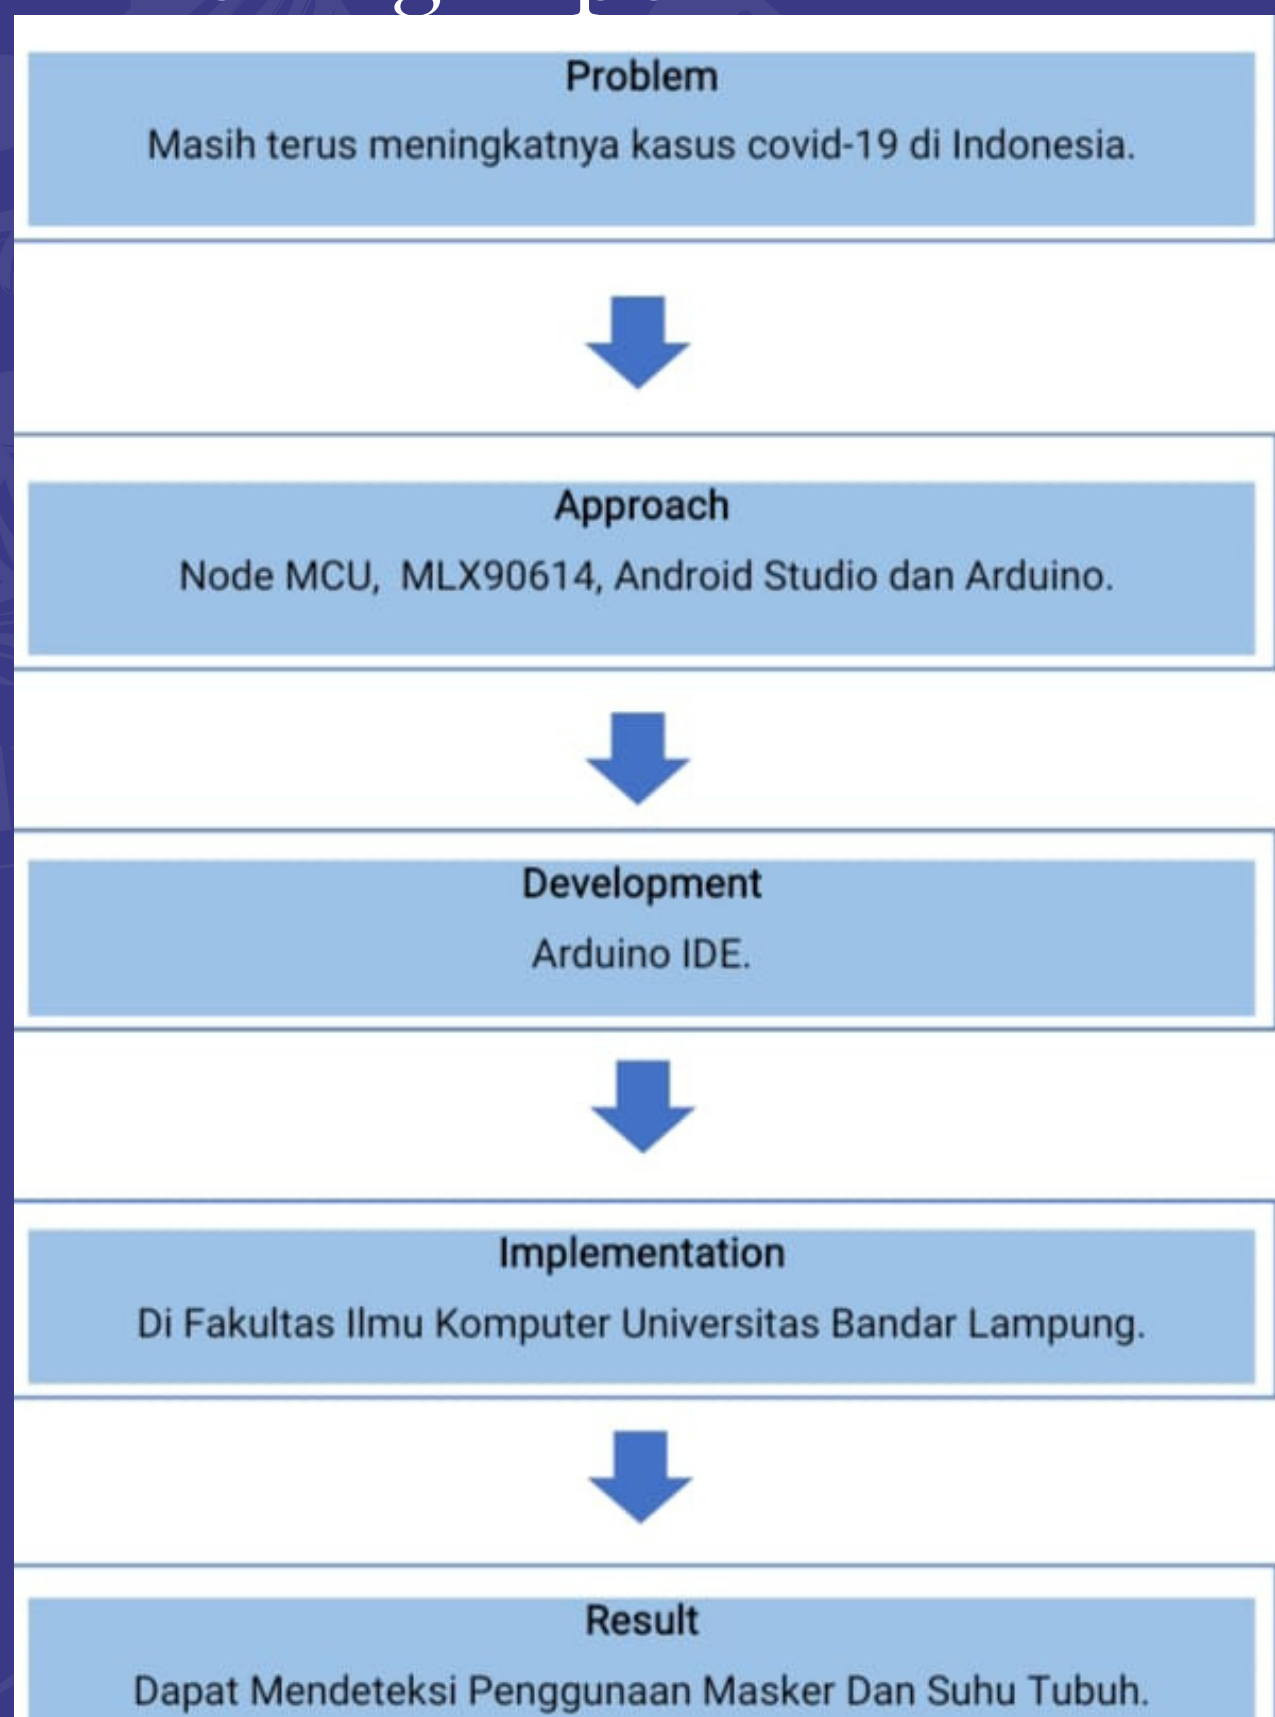 Problem
Masih terus meningkatnya kasus covid-19 di Indonesia.
Approach
Node MCU, MLX90614, Android Studio dan Arduino.
Development
Arduino IDE.
Implementation
Di Fakultas Ilmu Komputer Universitas Bandar Lampung.
Result
Dapat Mendeteksi Penggunaan Masker Dan Suhu Tubuh.